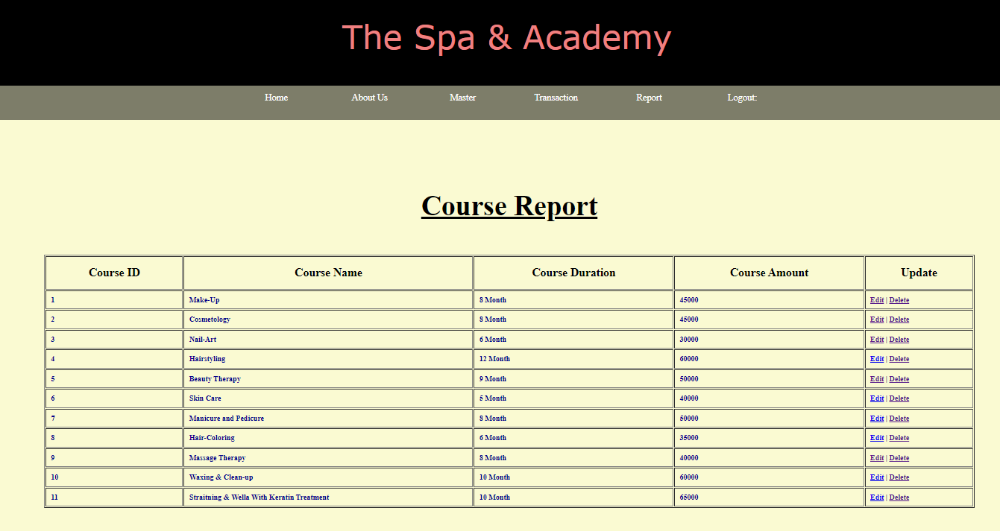 The Spa & Academy
Home About Us Master Transaction Report Logout:
Course Report
Course ID Course Name Course Duration Course Amount Update
1 Make-Up 8 Month 45000 Edit | Delete
2 Cosmetology 8 Month 45000 Edit | Delete
3 Nail-Art 6 Month 30000 Edit | Delete
4 Hairstyling 12 Month 60000 Edit | Delete
5 Beauty Therapy 9 Month 50000 Edit | Delete
6 Skin Care 5 Month 40000 Edit | Delete
7 Manicure and Pedicure 8 Month 50000 Edit | Delete
8 Hair-Coloring 6 Month 35000 Edit | Delete
9 Massage Therapy 8 Month 40000 Edit | Delete
10 Waxing & Clean-up 10 Month 60000 Edit | Delete
11 Straitning & Wella With Keratin Treatment 10 Month 65000 Edit | Delete